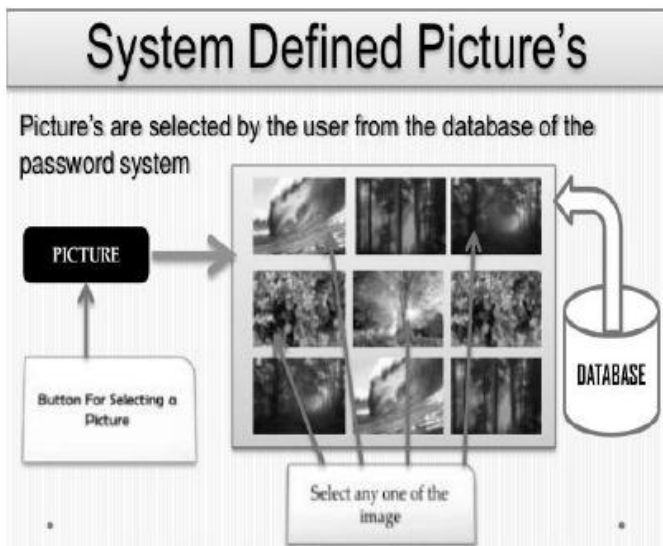 System Defined Picture's
Picture's are selected by the user from the database of the
password system
PICTURE
Button For Selecting a
Picture
DATABASE
Select any one of the
image